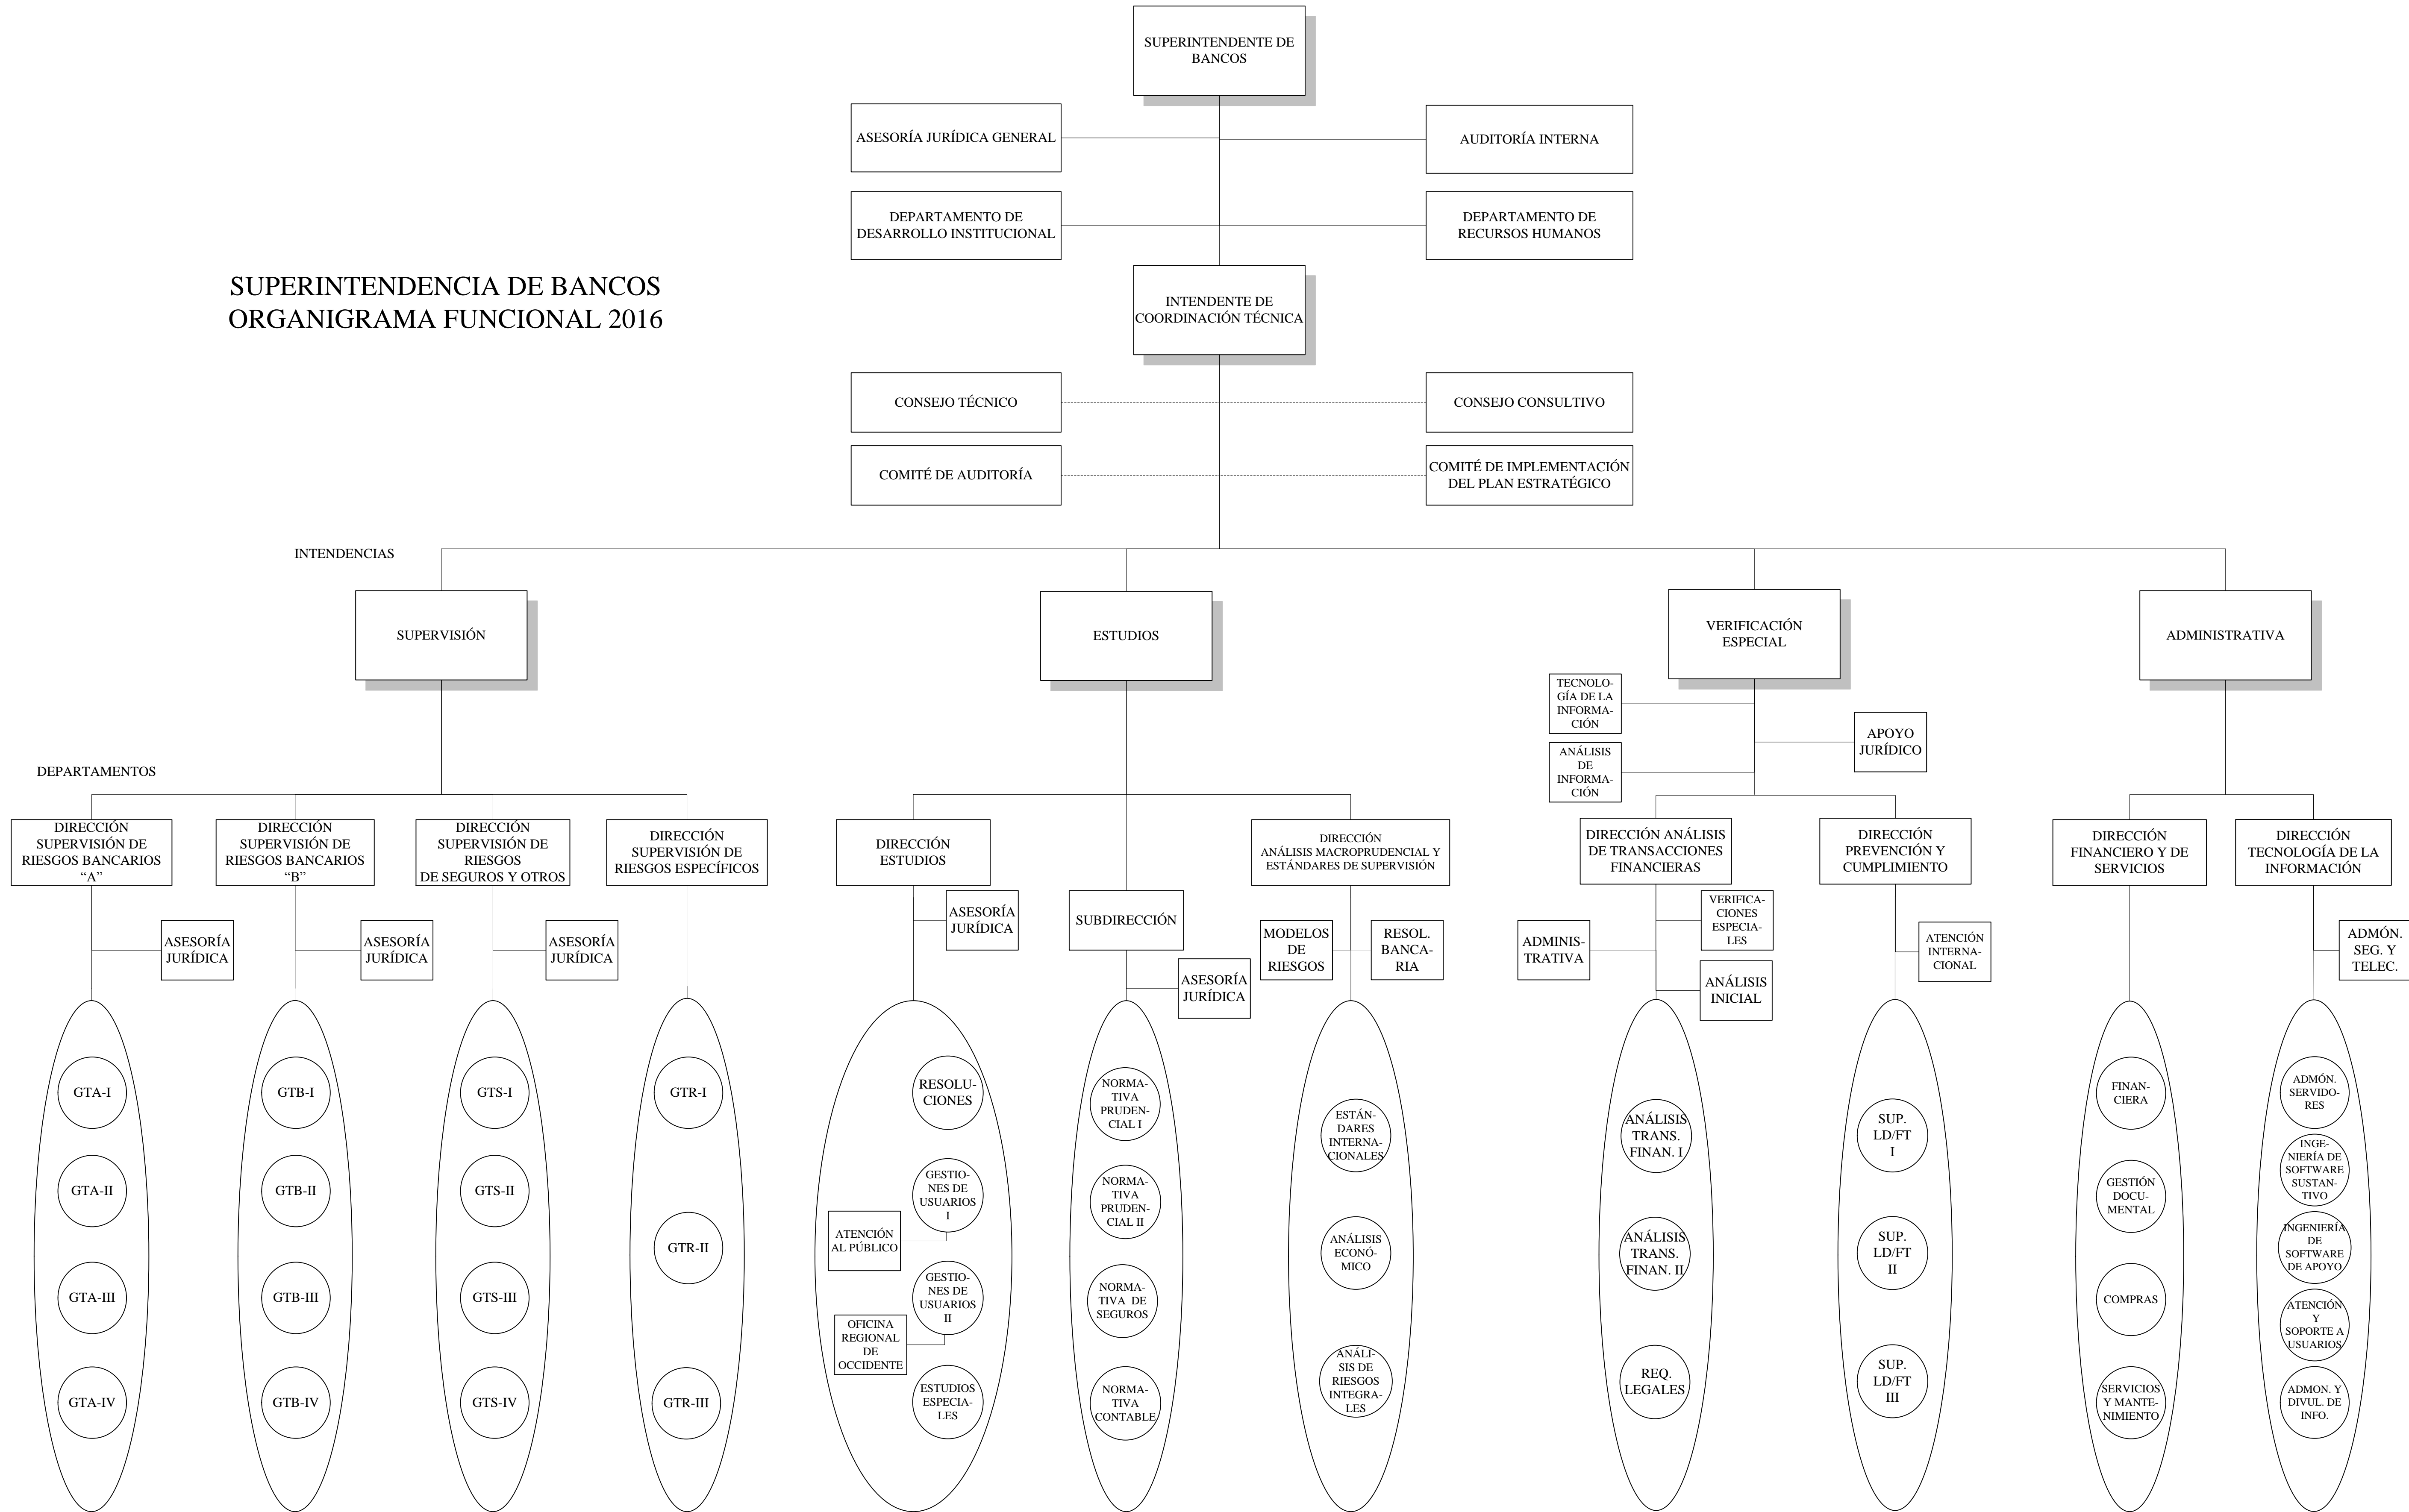 SUPERINTENDENTE DE
BANCOS
ASESORÍA JURÍDICA GENERAL
AUDITORÍA INTERNA
DEPARTAMENTO DE
DESARROLLO INSTITUCIONAL
DEPARTAMENTO DE
RECURSOS HUMANOS
SUPERINTENDENCIA DE BANCOS
ORGANIGRAMA FUNCIONAL 2016
INTENDENTE DE
COORDINACIÓN TÉCNICA
CONSEJO TÉCNICO
CONSEJO CONSULTIVO
COMITÉ DE AUDITORÍA
COMITÉ DE IMPLEMENTACIÓN
DEL PLAN ESTRATÉGICO
INTENDENCIAS
SUPERVISIÓN
ESTUDIOS
VERIFICACIÓN
ESPECIAL
ADMINISTRATIVA
TECNOLO-
GÍA DE LA
INFORMA-
CIÓN
APOYO
JURÍDICO
ANÁLISIS
DE
INFORMA-
CIÓN
DEPARTAMENTOS
DIRECCIÓN
SUPERVISIÓN DE
RIESGOS BANCARIOS
“A”
DIRECCIÓN
SUPERVISIÓN DE
RIESGOS BANCARIOS
“B”
DIRECCIÓN
SUPERVISIÓN DE
RIESGOS
DE SEGUROS Y OTROS
DIRECCIÓN
SUPERVISIÓN DE
RIESGOS ESPECÍFICOS
DIRECCIÓN
ESTUDIOS
DIRECCIÓN
ANÁLISIS MACROPRUDENCIAL Y
ESTÁNDARES DE SUPERVISIÓN
DIRECCIÓN ANÁLISIS
DE TRANSACCIONES
FINANCIERAS
DIRECCIÓN
PREVENCIÓN Y
CUMPLIMIENTO
DIRECCIÓN
FINANCIERO Y DE
SERVICIOS
DIRECCIÓN
TECNOLOGÍA DE LA
INFORMACIÓN
ASESORÍA
JURÍDICA
ASESORÍA
JURÍDICA
ASESORÍA
JURÍDICA
ASESORÍA
JURÍDICA
SUBDIRECCIÓN
ASESORÍA
JURÍDICA
MODELOS
DE
RIESGOS
RESOL.
BANCA-
RIA
ADMINIS-
TRATIVA
VERIFICA-
CIONES
ESPECIA-
LES
ANÁLISIS
INICIAL
ATENCIÓN
INTERNA-
CIONAL
ADMÓN.
SEG. Y
TELEC.
GTA-I
GTA-II
GTA-III
GTA-IV
GTB-I
GTB-II
GTB-III
GTB-IV
GTS-I
GTS-II
GTS-III
GTS-IV
GTR-I
GTR-II
GTR-III
RESOLU-
CIONES
GESTIO-
NES DE
USUARIOS
I
ATENCIÓN
AL PÚBLICO
GESTIO-
NES DE
USUARIOS
II
OFICINA
REGIONAL
DE
OCCIDENTE
ESTUDIOS
ESPECIA-
LES
NORMA-
TIVA
PRUDEN-
CIAL I
NORMA-
TIVA
PRUDEN-
CIAL II
NORMA-
TIVA DE
SEGUROS
NORMA-
TIVA
CONTABLE
ESTÁN-
DARES
INTERNA-
CIONALES
ANÁLISIS
ECONÓ-
MICO
ANÁLI-
SIS DE
RIESGOS
INTEGRA-
LES
ANÁLISIS
TRANS.
FINAN. I
ANÁLISIS
TRANS.
FINAN. II
REQ.
LEGALES
SUP.
LD/FT
I
SUP.
LD/FT
II
SUP.
LD/FT
III
FINAN-
CIERA
GESTIÓN
DOCU-
MENTAL
COMPRAS
SERVICIOS
Y MANTE-
NIMIENTO
ADMÓN.
SERVIDO-
RES
INGE-
NIERÍA DE
SOFTWARE
SUSTAN-
TIVO
INGENIERÍA
DE
SOFTWARE
DE APOYO
ATENCIÓN
Y
SOPORTE A
USUARIOS
ADMON. Y
DIVUL. DE
INFO.